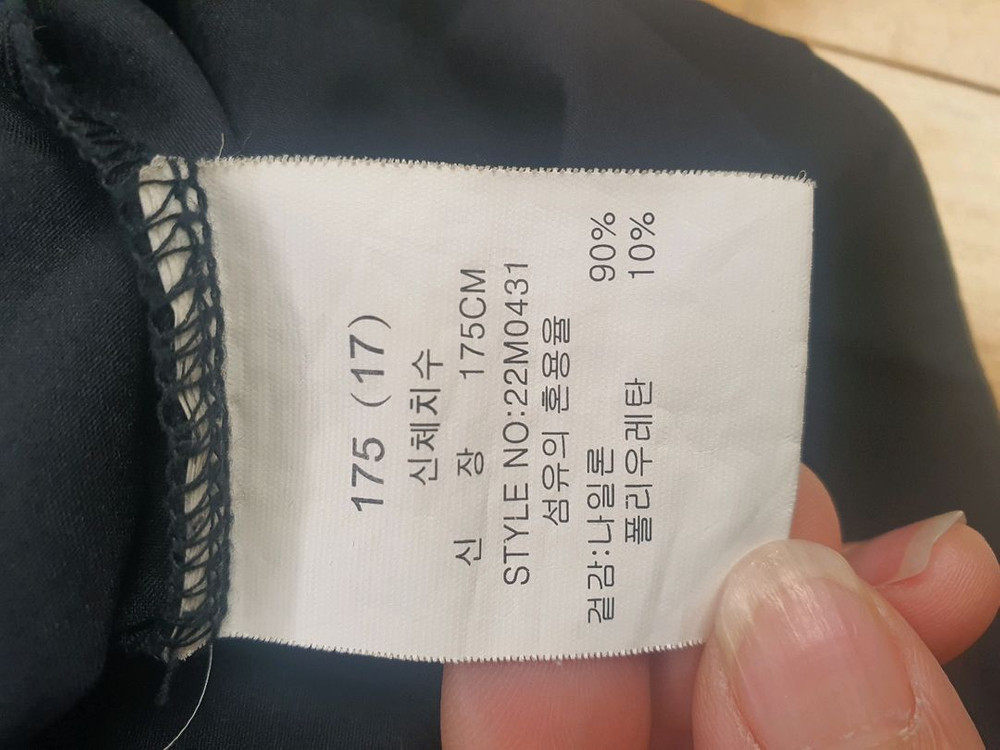 175 (17)
신체치수
신 장 175CM
STYLE NO:22M0431
섬유의 혼용율
겉감:나일론 90%
폴리우레탄 10%